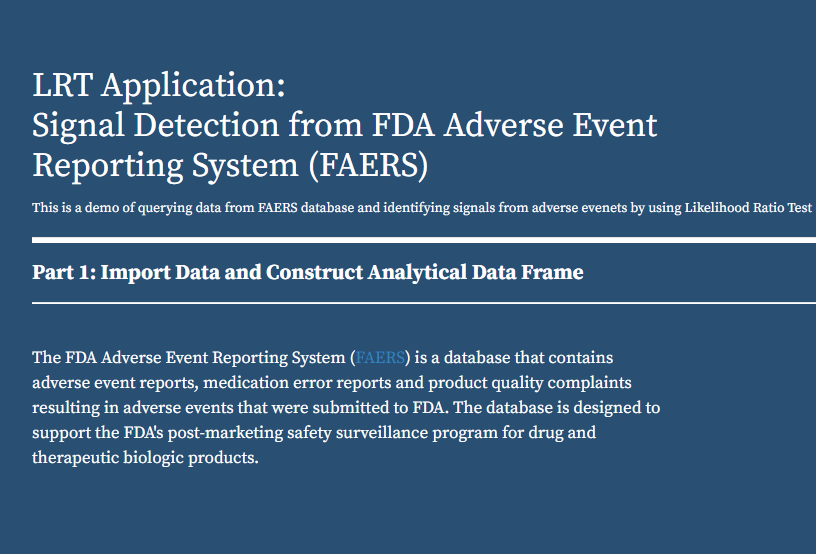 LRT Application:
Signal Detection from FDA Adverse Event
Reporting System (FAERS)
This is a demo of querying data from FAERS database and identifying signals from adverse evenets by using Likelihood Ratio Test
Part 1: Import Data and Construct Analytical Data Frame
The FDA Adverse Event Reporting System (FAERS) is a database that contains
adverse event reports, medication error reports and product quality complaints
resulting in adverse events that were submitted to FDA. The database is designed to
support the FDA's post-marketing safety surveillance program for drug and
therapeutic biologic products.